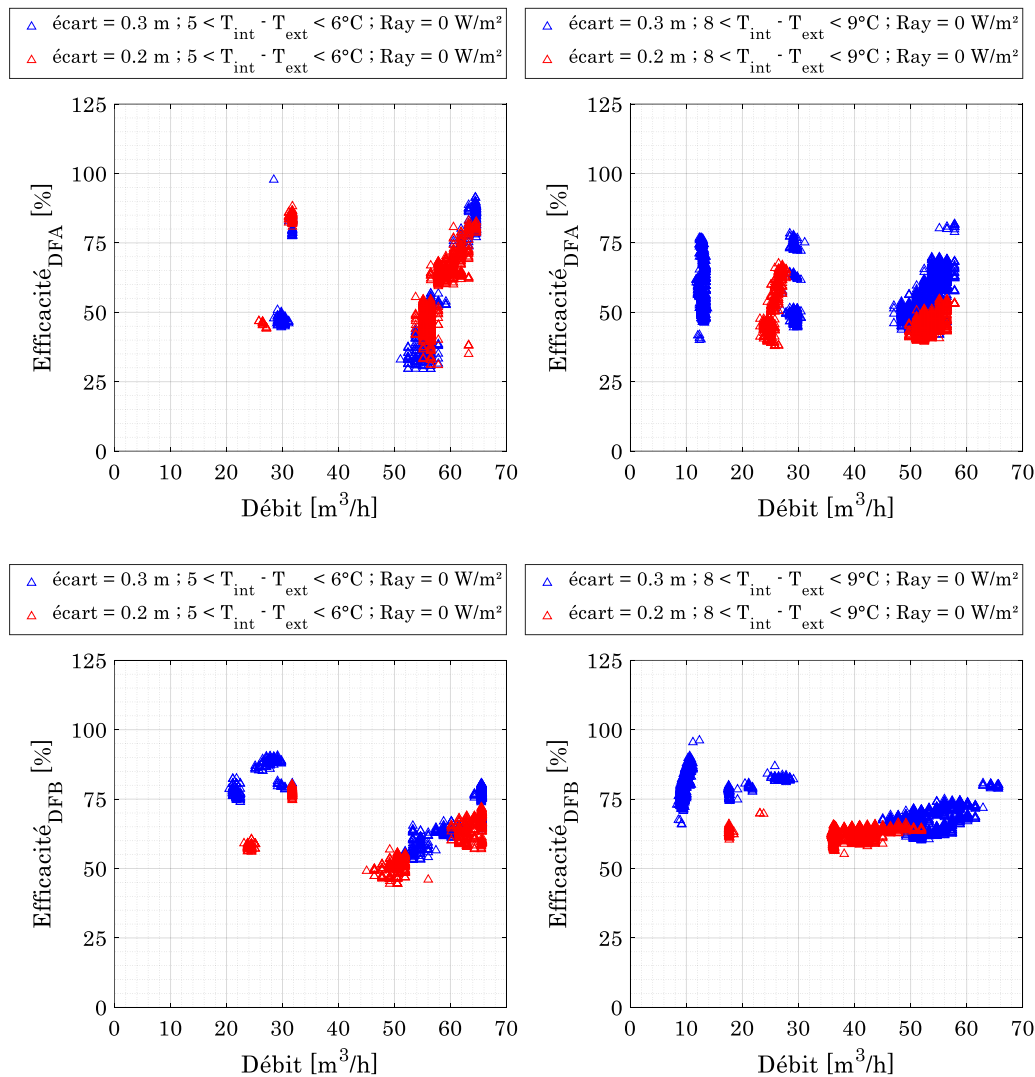 écart = 0.3 m ; 5 < T_int - T_ext < 6°C ; Ray = 0 W/m²
écart = 0.2 m ; 5 < T_int - T_ext < 6°C ; Ray = 0 W/m²
écart = 0.3 m ; 8 < T_int - T_ext < 9°C ; Ray = 0 W/m²
écart = 0.2 m ; 8 < T_int - T_ext < 9°C ; Ray = 0 W/m²
Efficacité_DFA [%]
125
100
75
50
25
0
0 10 20 30 40 50 60 70
Débit [m³/h]
Efficacité_DFA [%]
125
100
75
50
25
0
0 10 20 30 40 50 60 70
Débit [m³/h]
écart = 0.3 m ; 5 < T_int - T_ext < 6°C ; Ray = 0 W/m²
écart = 0.2 m ; 5 < T_int - T_ext < 6°C ; Ray = 0 W/m²
écart = 0.3 m ; 8 < T_int - T_ext < 9°C ; Ray = 0 W/m²
écart = 0.2 m ; 8 < T_int - T_ext < 9°C ; Ray = 0 W/m²
Efficacité_DFB [%]
125
100
75
50
25
0
0 10 20 30 40 50 60 70
Débit [m³/h]
Efficacité_DFB [%]
125
100
75
50
25
0
0 10 20 30 40 50 60 70
Débit [m³/h]